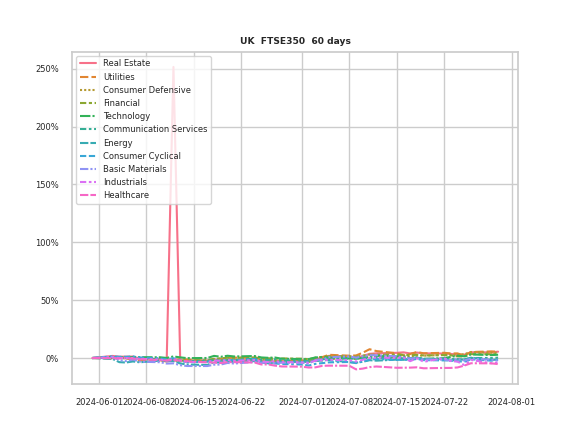 UK FTSE350 60 days
250%
200%
150%
100%
50%
0%
Real Estate
Utilities
Consumer Defensive
Financial
Technology
Communication Services
Energy
Consumer Cyclical
Basic Materials
Industrials
Healthcare
2024-06-01 2024-06-08 2024-06-15 2024-06-22 2024-07-01 2024-07-08 2024-07-15 2024-07-22 2024-08-01